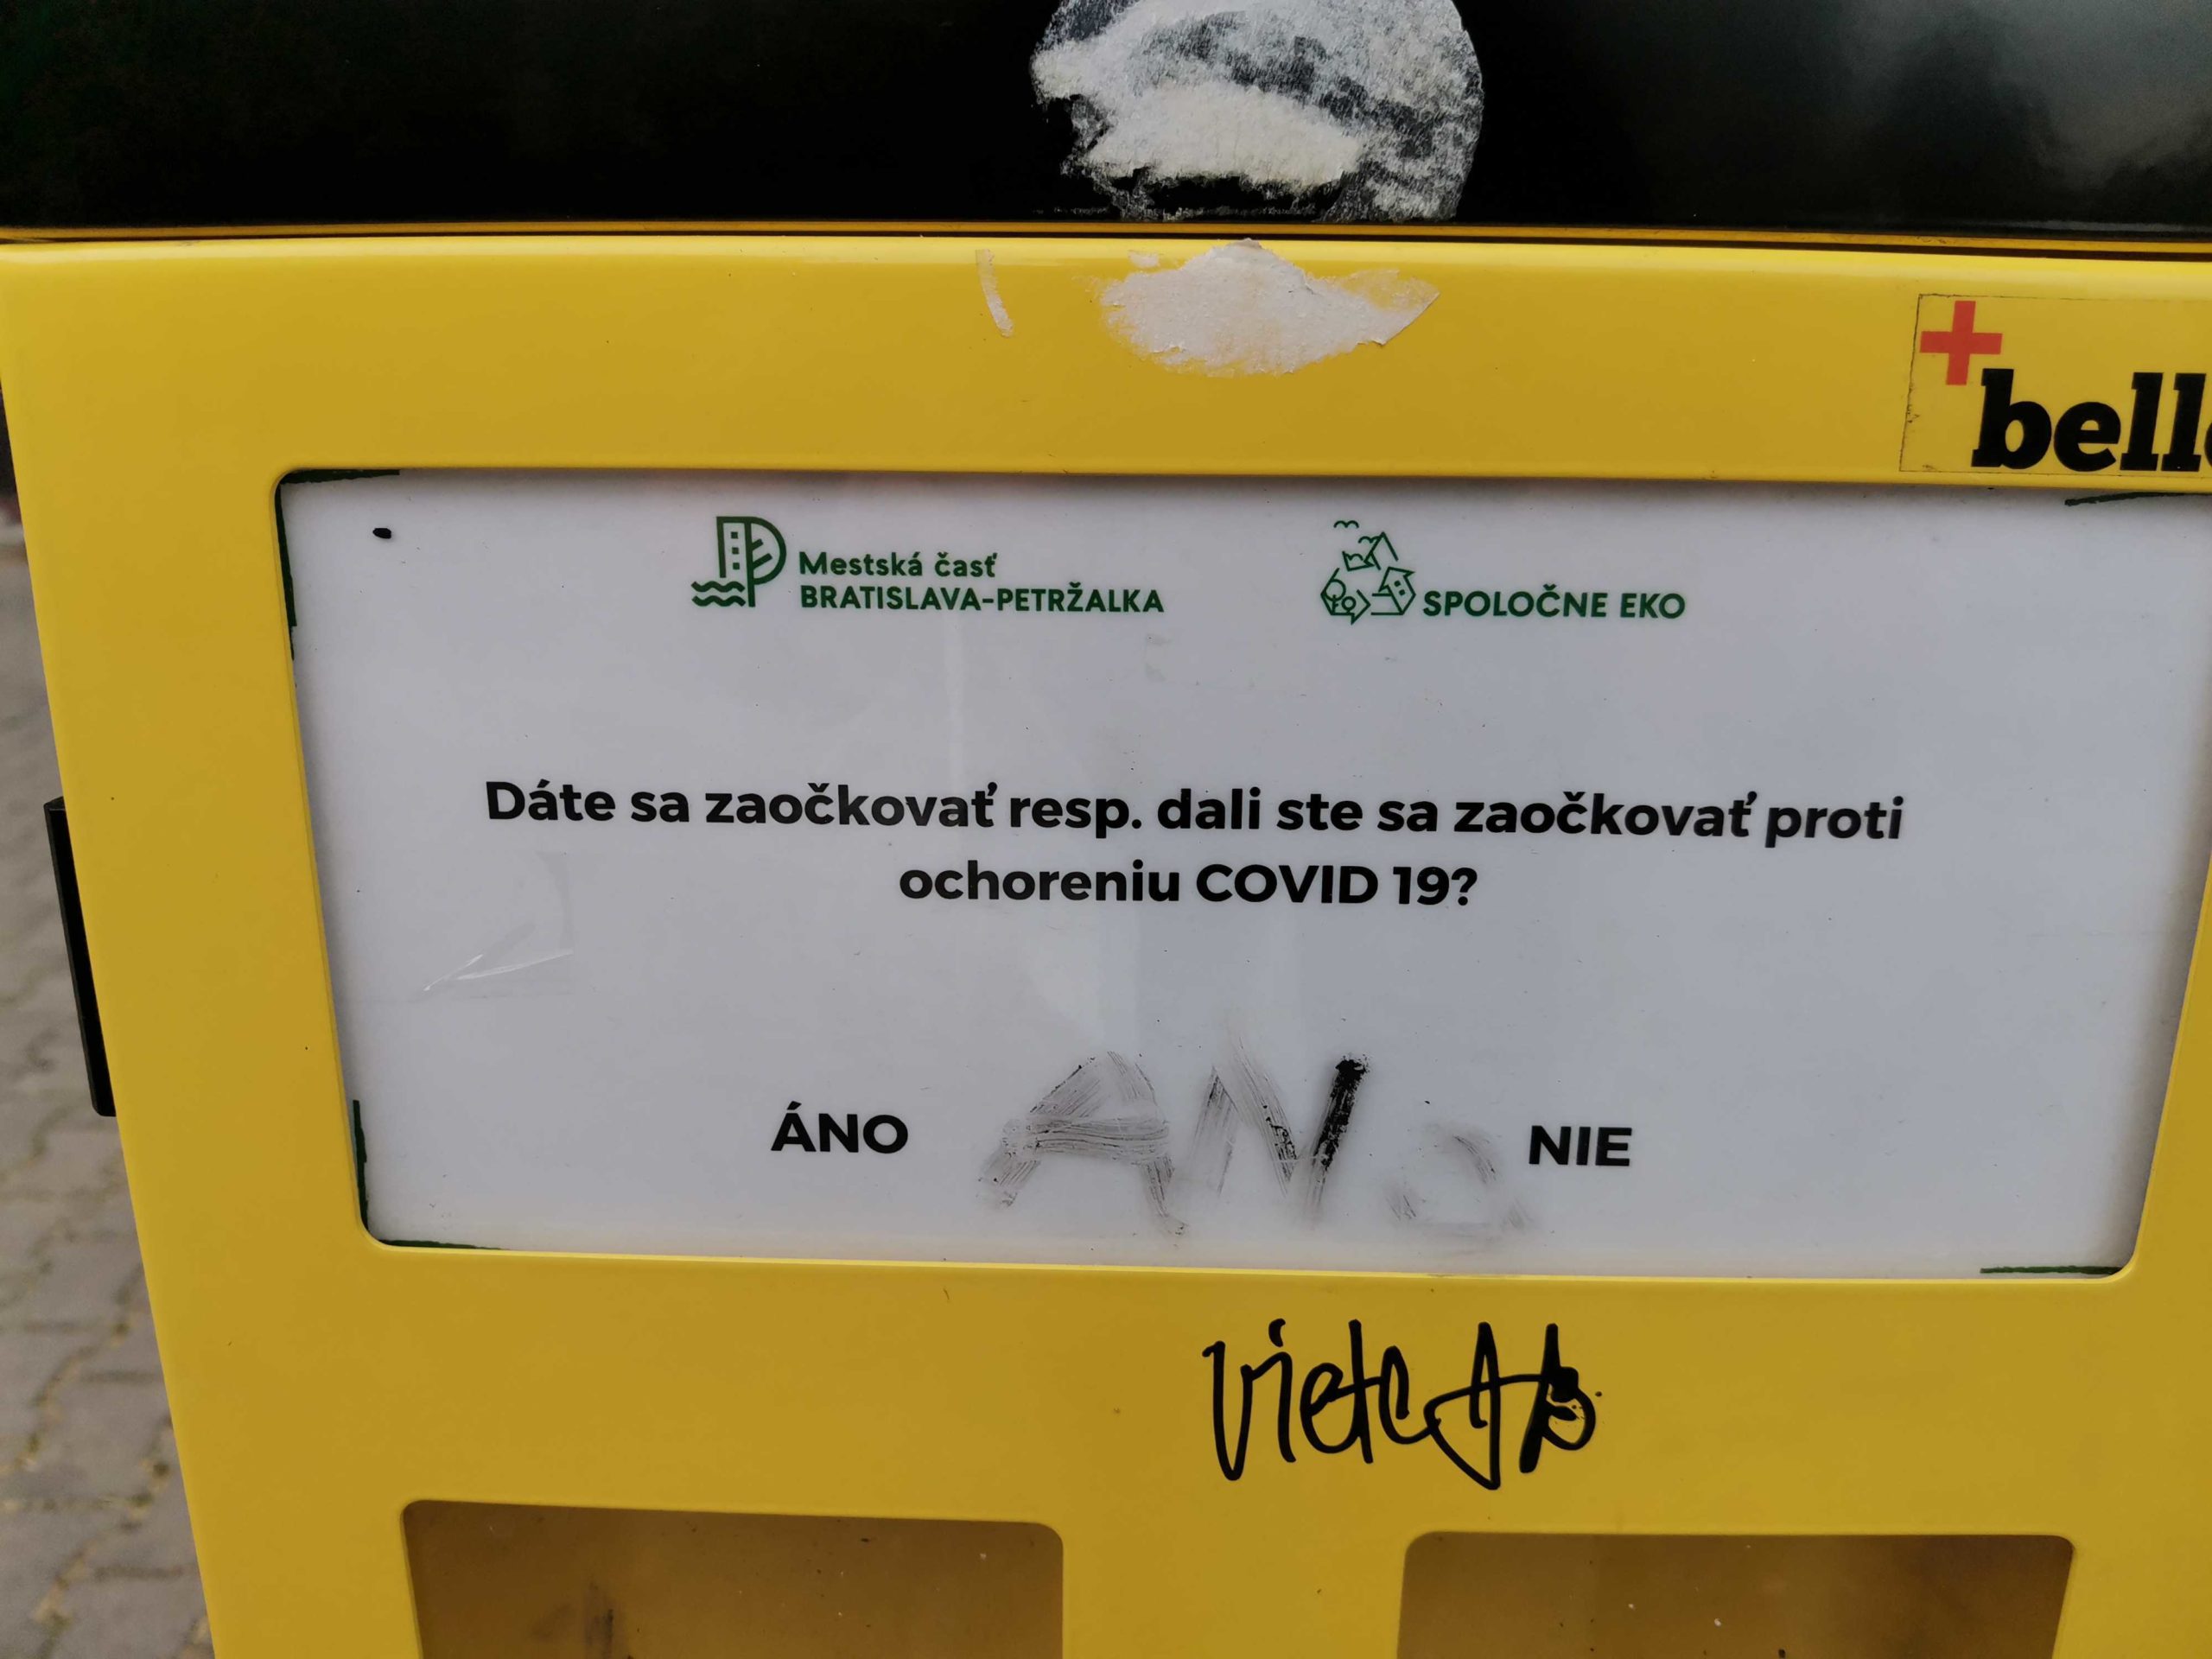 bell
Mestská časť
BRATISLAVA-PETRŽALKA
SPOLOČNE EKO
Dáte sa zaočkovať resp. dali ste sa zaočkovať proti
ochoreniu COVID 19?
ÁNO ANO NIE